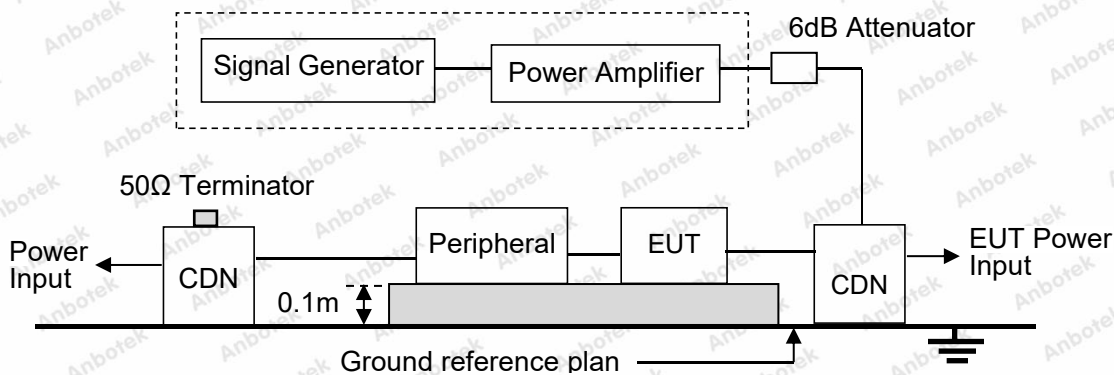 6dB Attenuator
Signal Generator
Power Amplifier
50Ω Terminator
Power
Input
CDN
Peripheral
EUT
CDN
EUT Power
Input
0.1m
Ground reference plan
Anbotek